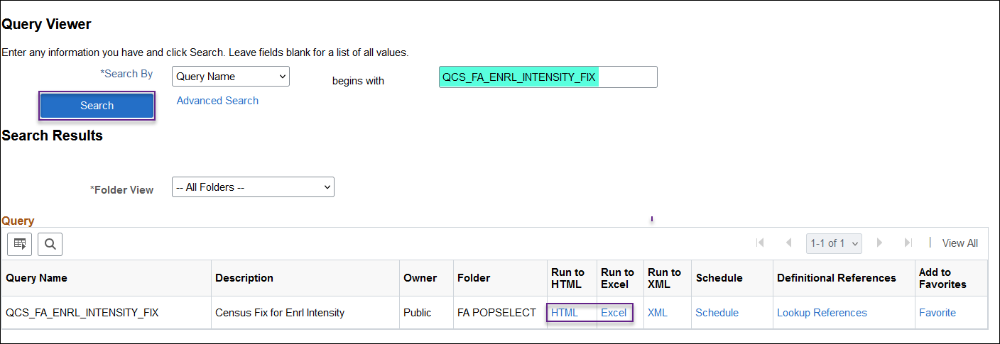 Query Viewer
Enter any information you have and click Search. Leave fields blank for a list of all values.
*Search By Query Name begins with QCS_FA_ENRL_INTENSITY_FIX
Search Advanced Search
Search Results
*Folder View -- All Folders --
Query
1-1 of 1 View All
Query Name Description Owner Folder Run to HTML Run to Excel Run to XML Schedule Definitional References Add to Favorites
QCS_FA_ENRL_INTENSITY_FIX Census Fix for Enrl Intensity Public FA POPSELECT HTML Excel XML Schedule Lookup References Favorite